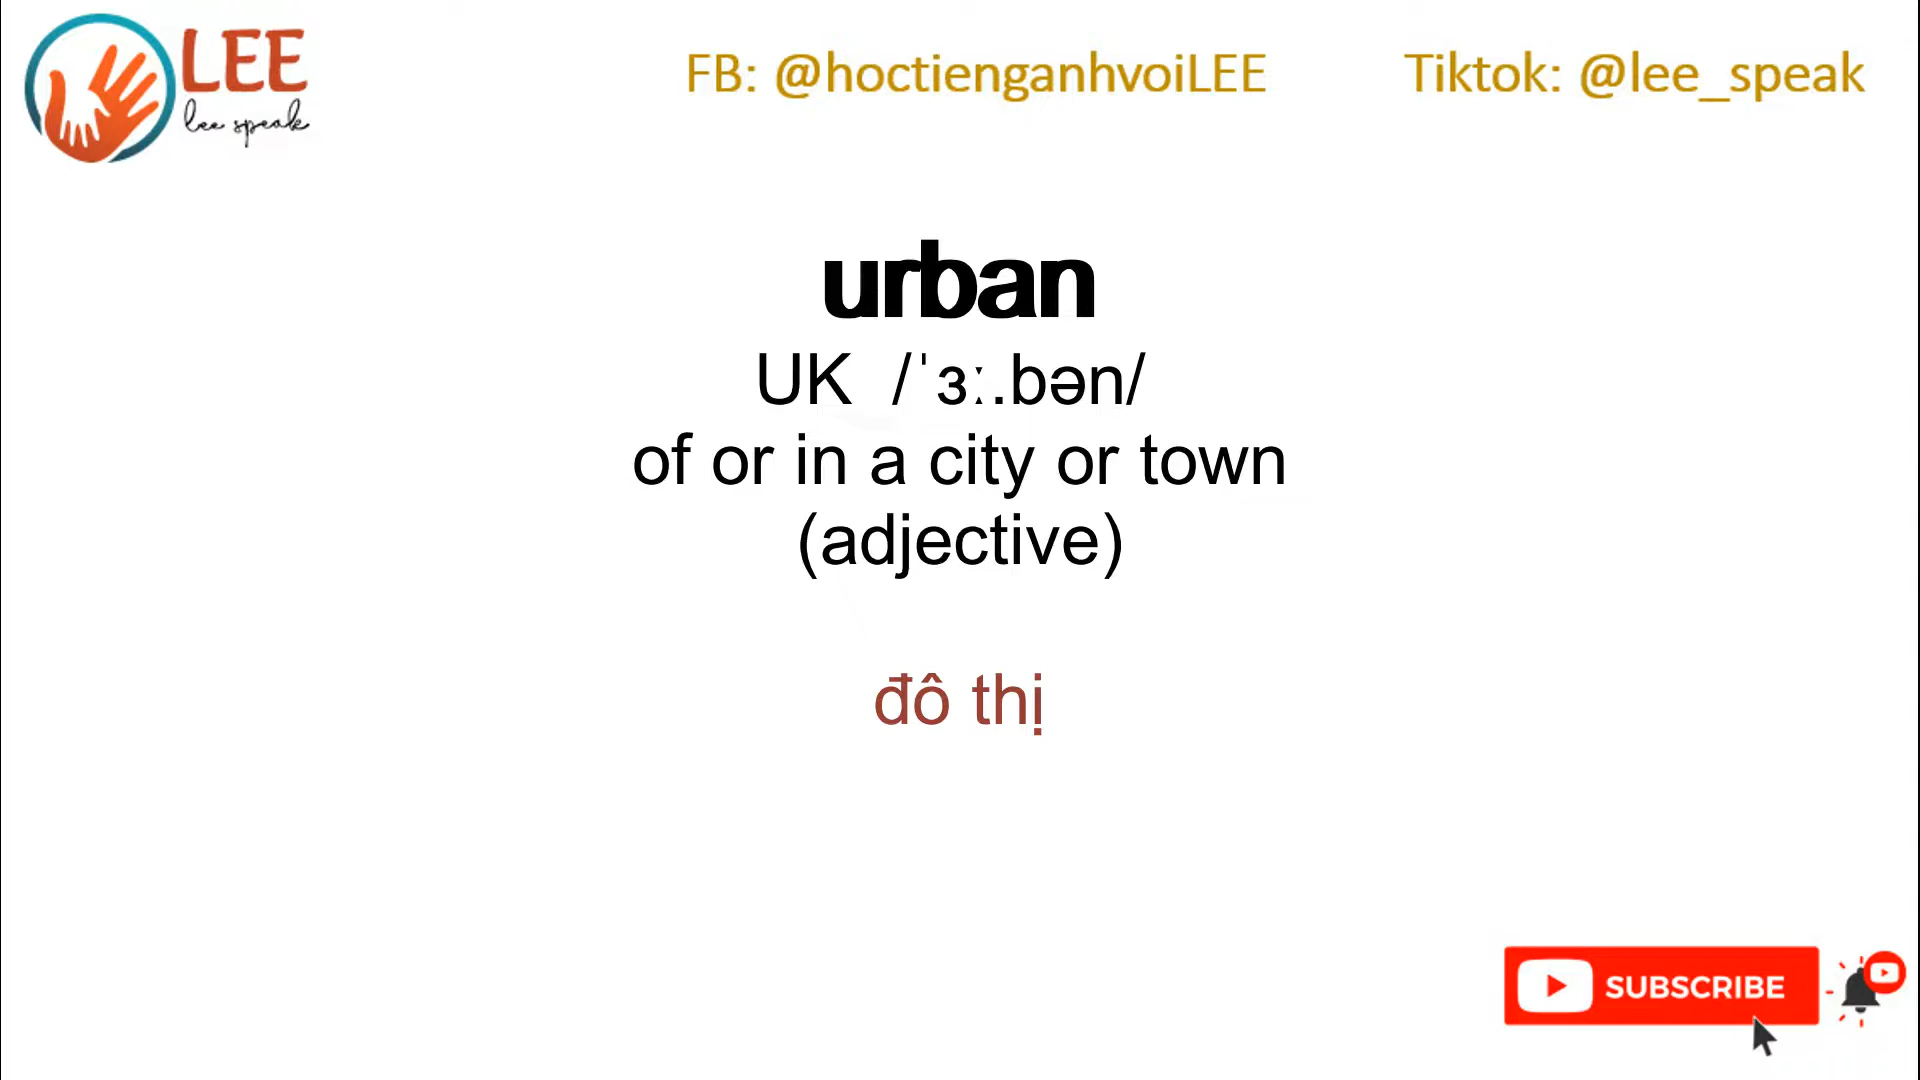 LEE
lee speak
FB: @hoctienganhvoiLEE
Tiktok: @lee_speak
urban
UK /ˈɜː.bən/
of or in a city or town
(adjective)
đô thị
SUBSCRIBE